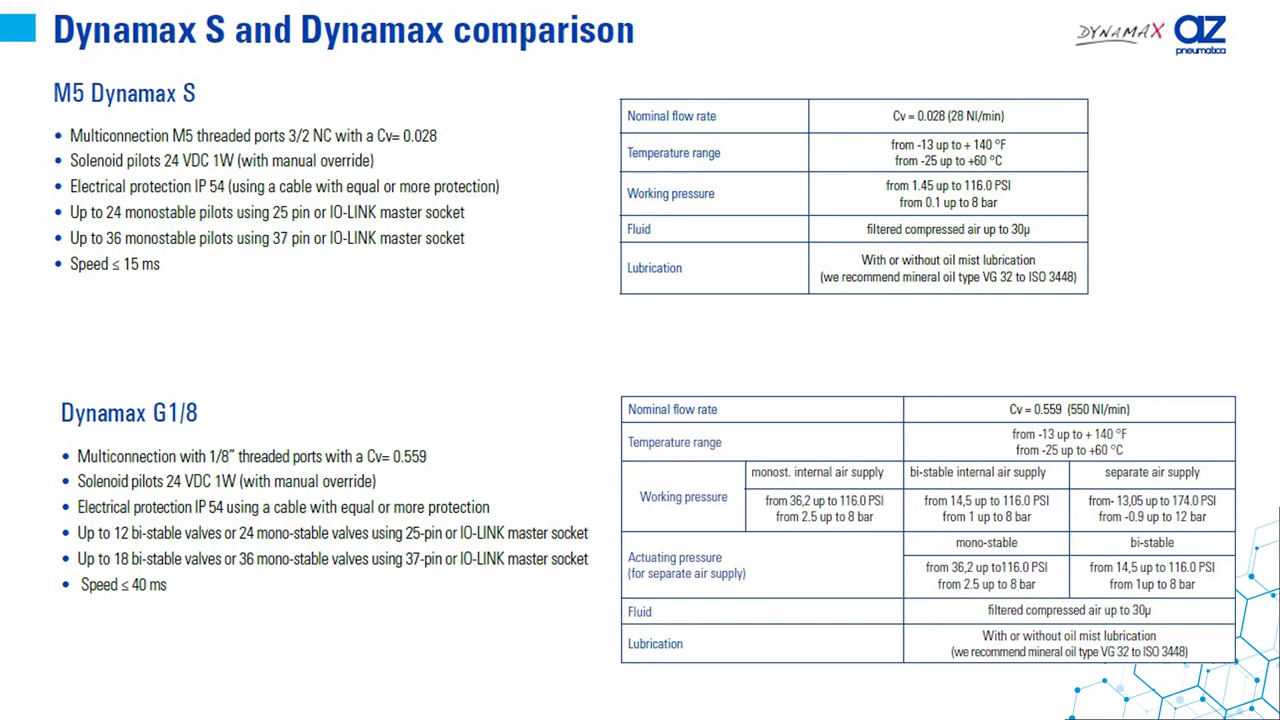 Dynamax S and Dynamax comparison
DYNAMAX
az
pneumatica
M5 Dynamax S
• Multiconnection M5 threaded ports 3/2 NC with a Cv= 0.028
• Solenoid pilots 24 VDC 1W (with manual override)
• Electrical protection IP 54 (using a cable with equal or more protection)
• Up to 24 monostable pilots using 25 pin or IO-LINK master socket
• Up to 36 monostable pilots using 37 pin or IO-LINK master socket
• Speed ≤ 15 ms
Nominal flow rate
Cv = 0.028 (28 Nl/min)
Temperature range
from -13 up to + 140 °F
from -25 up to +60 °C
Working pressure
from 1.45 up to 116.0 PSI
from 0.1 up to 8 bar
Fluid
filtered compressed air up to 30µ
Lubrication
With or without oil mist lubrication
(we recommend mineral oil type VG 32 to ISO 3448)
Dynamax G1/8
• Multiconnection with 1/8” threaded ports with a Cv= 0.559
• Solenoid pilots 24 VDC 1W (with manual override)
• Electrical protection IP 54 using a cable with equal or more protection
• Up to 12 bi-stable valves or 24 mono-stable valves using 25-pin or IO-LINK master socket
• Up to 18 bi-stable valves or 36 mono-stable valves using 37-pin or IO-LINK master socket
• Speed ≤ 40 ms
Nominal flow rate
Cv = 0.559 (550 Nl/min)
Temperature range
from -13 up to + 140 °F
from -25 up to +60 °C
Working pressure
monost. internal air supply
bi-stable internal air supply
separate air supply
from 36,2 up to 116.0 PSI
from 2.5 up to 8 bar
from 14,5 up to 116.0 PSI
from 1 up to 8 bar
from- 13,05 up to 174.0 PSI
from -0.9 up to 12 bar
Actuating pressure
(for separate air supply)
mono-stable
bi-stable
from 36,2 up to116.0 PSI
from 2.5 up to 8 bar
from 14,5 up to 116.0 PSI
from 1up to 8 bar
Fluid
filtered compressed air up to 30µ
Lubrication
With or without oil mist lubrication
(we recommend mineral oil type VG 32 to ISO 3448)